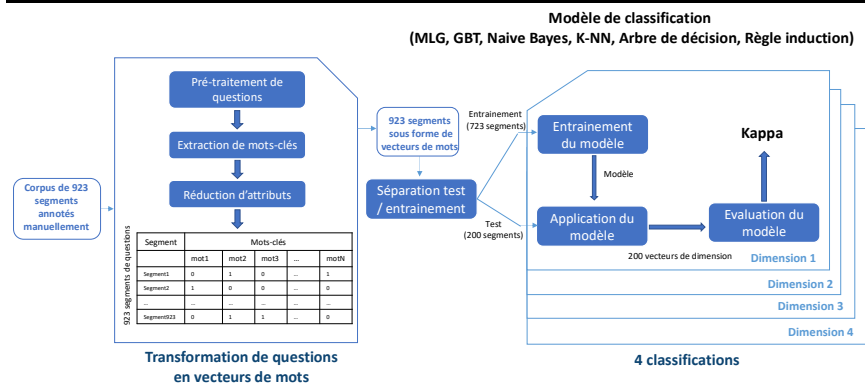 Modèle de classification
(MLG, GBT, Naive Bayes, K-NN, Arbre de décision, Règle induction)
Corpus de 923
segments
annotés
manuellement
Pré-traitement de
questions
Extraction de mots-clés
Réduction d'attributs
923 segments de questions
Segment Mots-clés
mot1 mot2 mot3 ... motN
Segment1 0 1 0 ... 1
Segment2 1 0 0 ... 0
... ... ... ... ...
Segment923 0 1 1 ... 0
Transformation de questions
en vecteurs de mots
923 segments
sous forme de
vecteurs de mots
Séparation test
/ entrainement
Entrainement
(723 segments)
Test
(200 segments)
Entrainement
du modèle
Modèle
Application du
modèle
200 vecteurs de dimension
Evaluation du
modèle
Kappa
Dimension 1
Dimension 2
Dimension 3
Dimension 4
4 classifications